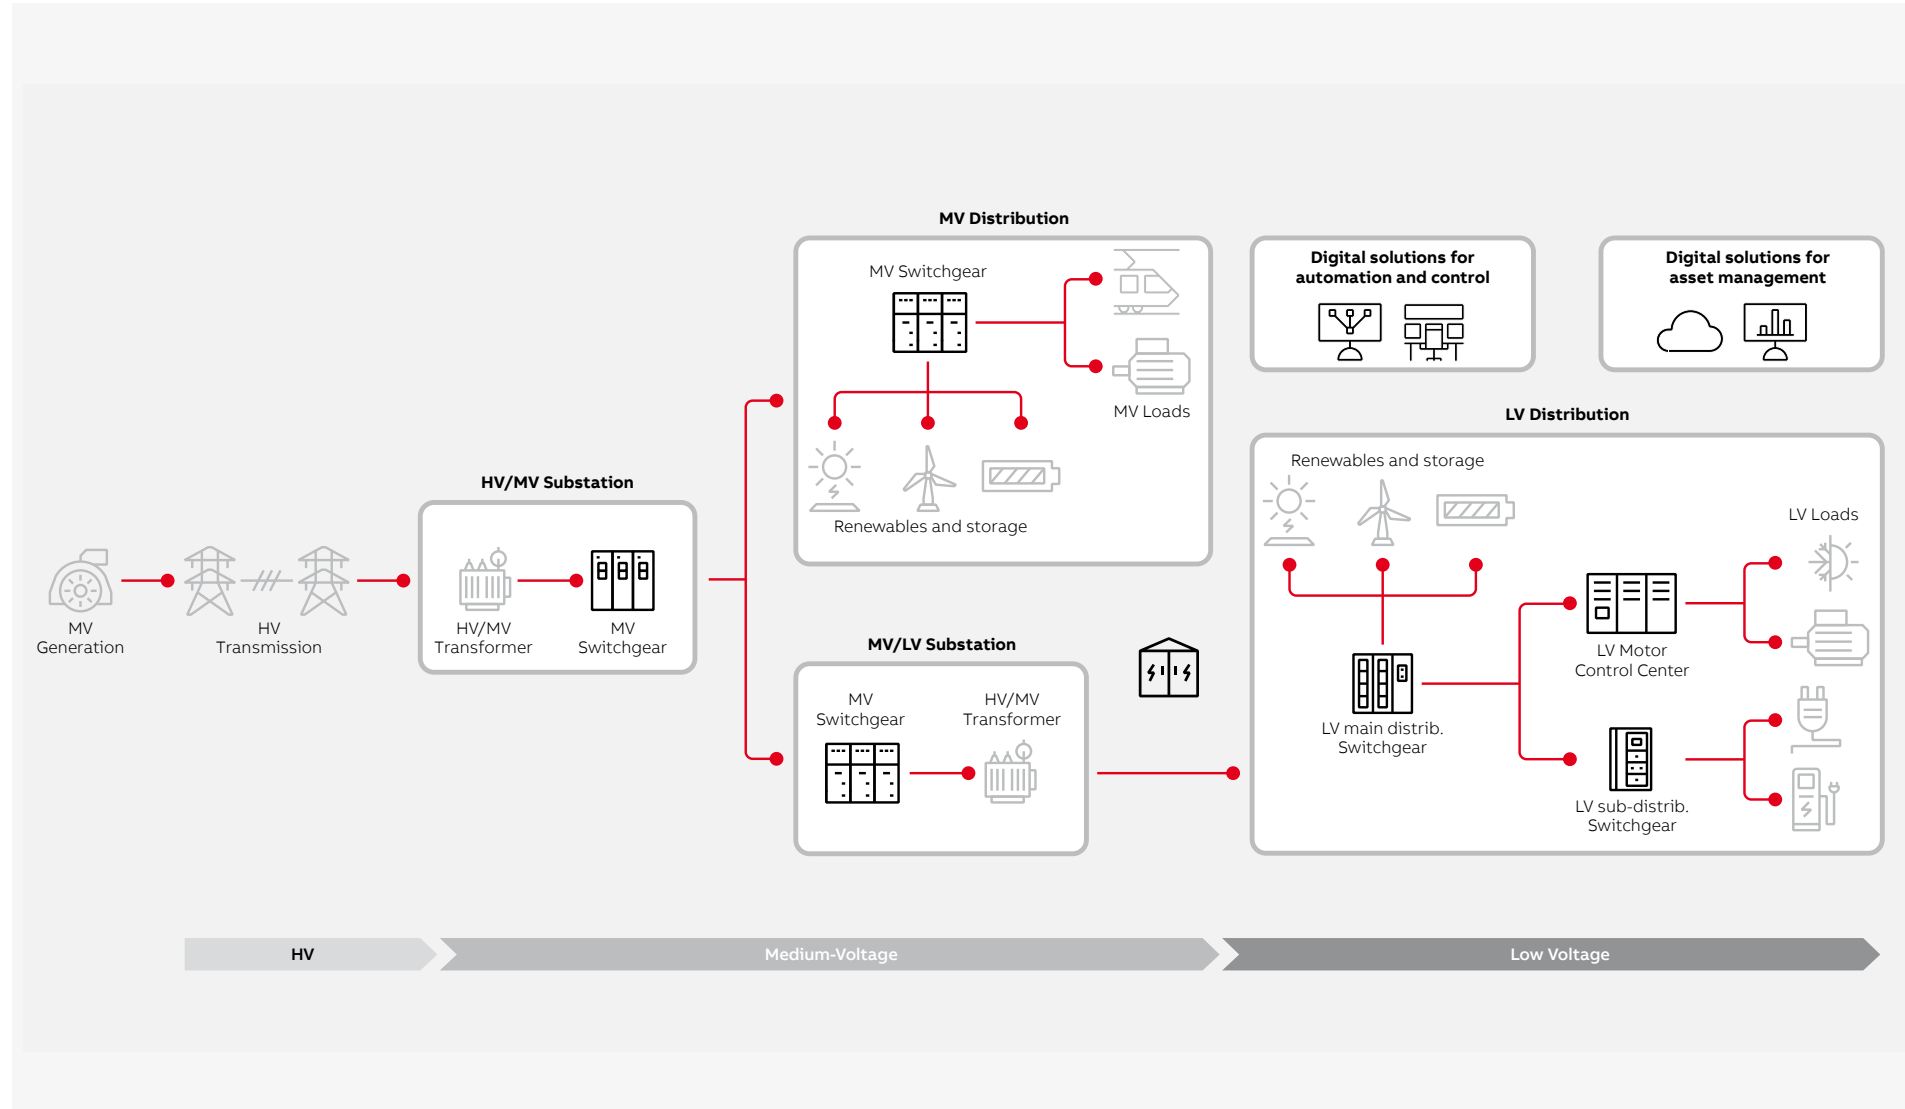 MV Distribution
MV Switchgear
MV Loads
Renewables and storage
Digital solutions for
automation and control
Digital solutions for
asset management
HV/MV Substation
MV
Generation
HV
Transmission
HV/MV
Transformer
MV
Switchgear
MV/LV Substation
MV
Switchgear
HV/MV
Transformer
LV Distribution
Renewables and storage
LV Loads
LV Motor
Control Center
LV main distrib.
Switchgear
LV sub-distrib.
Switchgear
HV
Medium-Voltage
Low Voltage